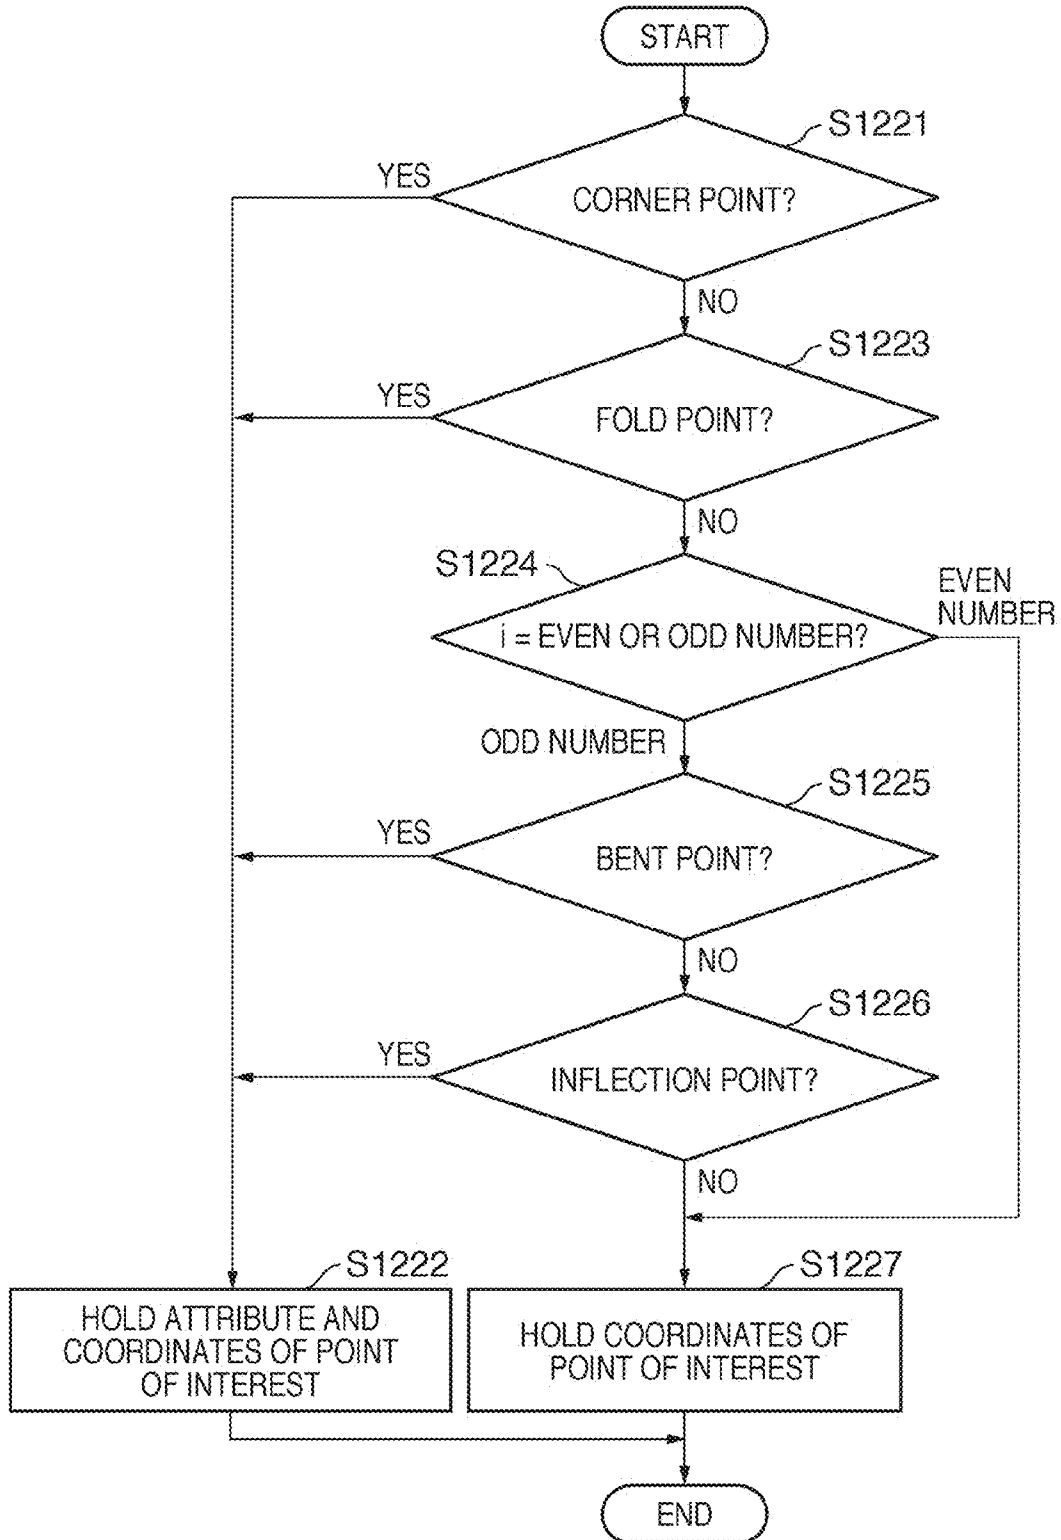 START
S1221
YES
CORNER POINT?
NO
S1223
YES
FOLD POINT?
NO
S1224
EVEN
NUMBER
i = EVEN OR ODD NUMBER?
ODD NUMBER
S1225
YES
BENT POINT?
NO
S1226
YES
INFLECTION POINT?
NO
S1222
HOLD ATTRIBUTE AND
COORDINATES OF POINT
OF INTEREST
S1227
HOLD COORDINATES OF
POINT OF INTEREST
END